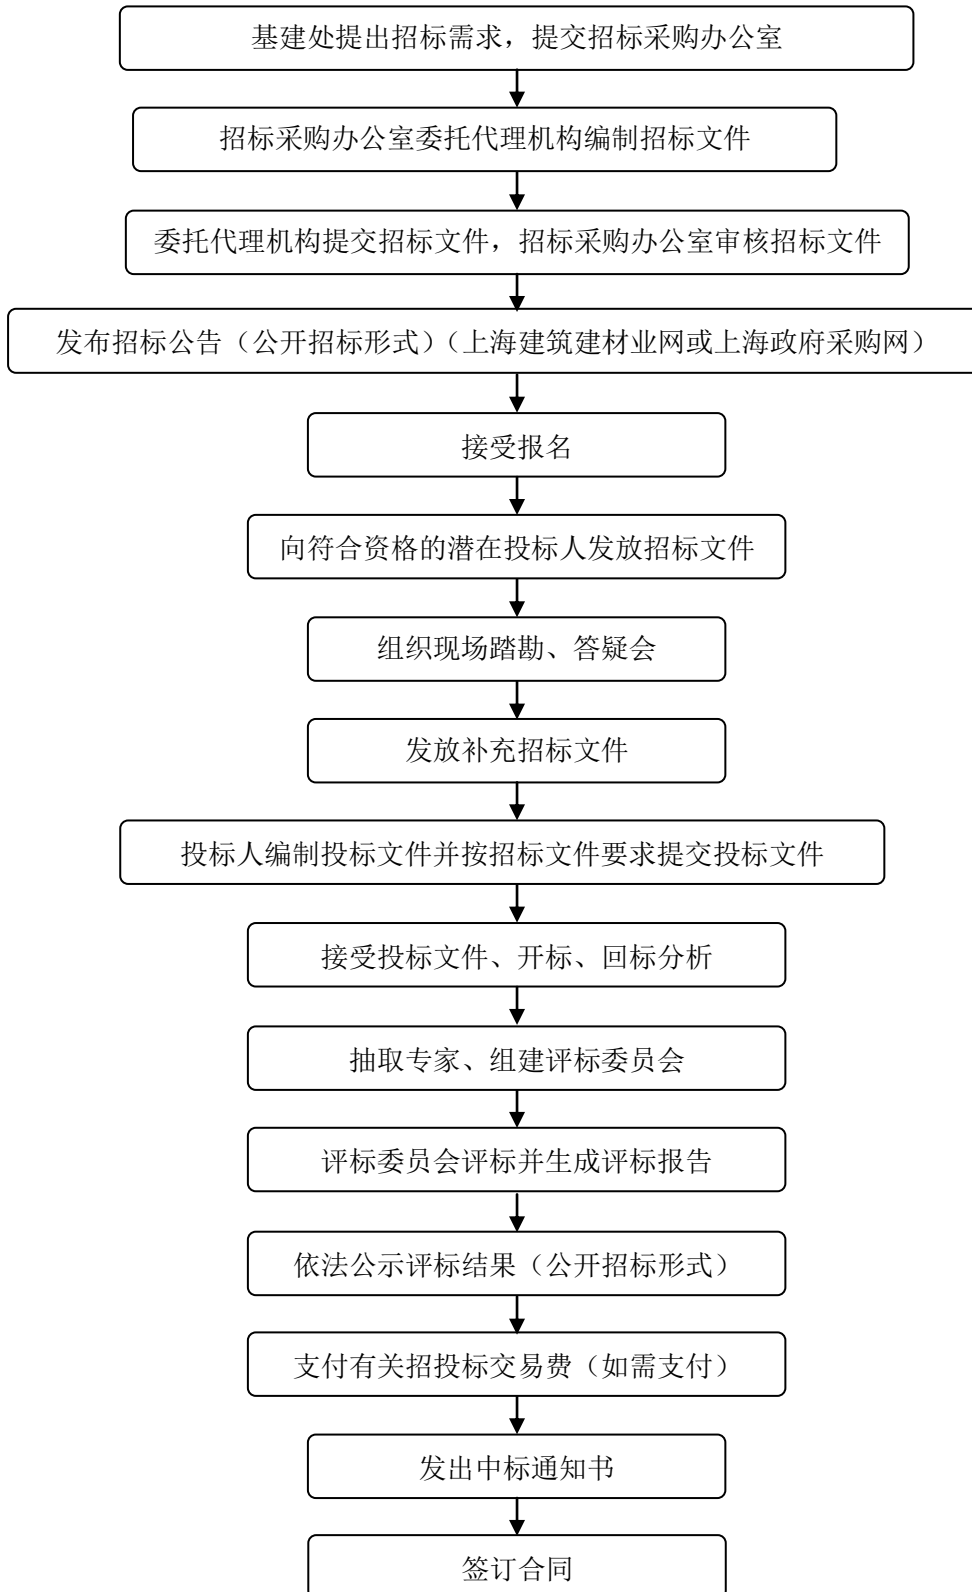 基建处提出招标需求，提交招标采购办公室
招标采购办公室委托代理机构编制招标文件
委托代理机构提交招标文件，招标采购办公室审核招标文件
发布招标公告（公开招标形式）（上海建筑建材业网或上海政府采购网）
接受报名
向符合资格的潜在投标人发放招标文件
组织现场踏勘、答疑会
发放补充招标文件
投标人编制投标文件并按招标文件要求提交投标文件
接受投标文件、开标、回标分析
抽取专家、组建评标委员会
评标委员会评标并生成评标报告
依法公示评标结果（公开招标形式）
支付有关招投标交易费（如需支付）
发出中标通知书
签订合同